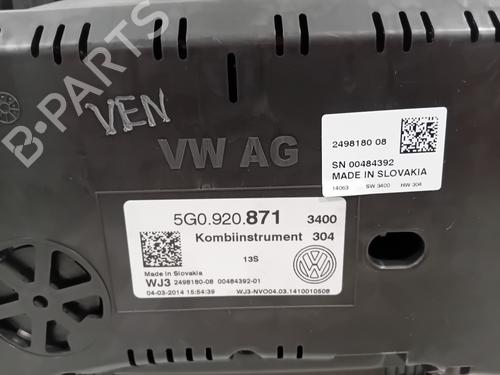 B-PARTS
VEN
VW AG
2498180 08
SN 00484392
MADE IN SLOVAKIA
14063 SW 3400 HW 304
5G0.920.871 3400
Kombiinstrument 304
13S
Made in Slovakia
WJ3 2498180-08 00484392-01
04-03-2014 15:54:39 WJ3-NVO04.03.1410010508